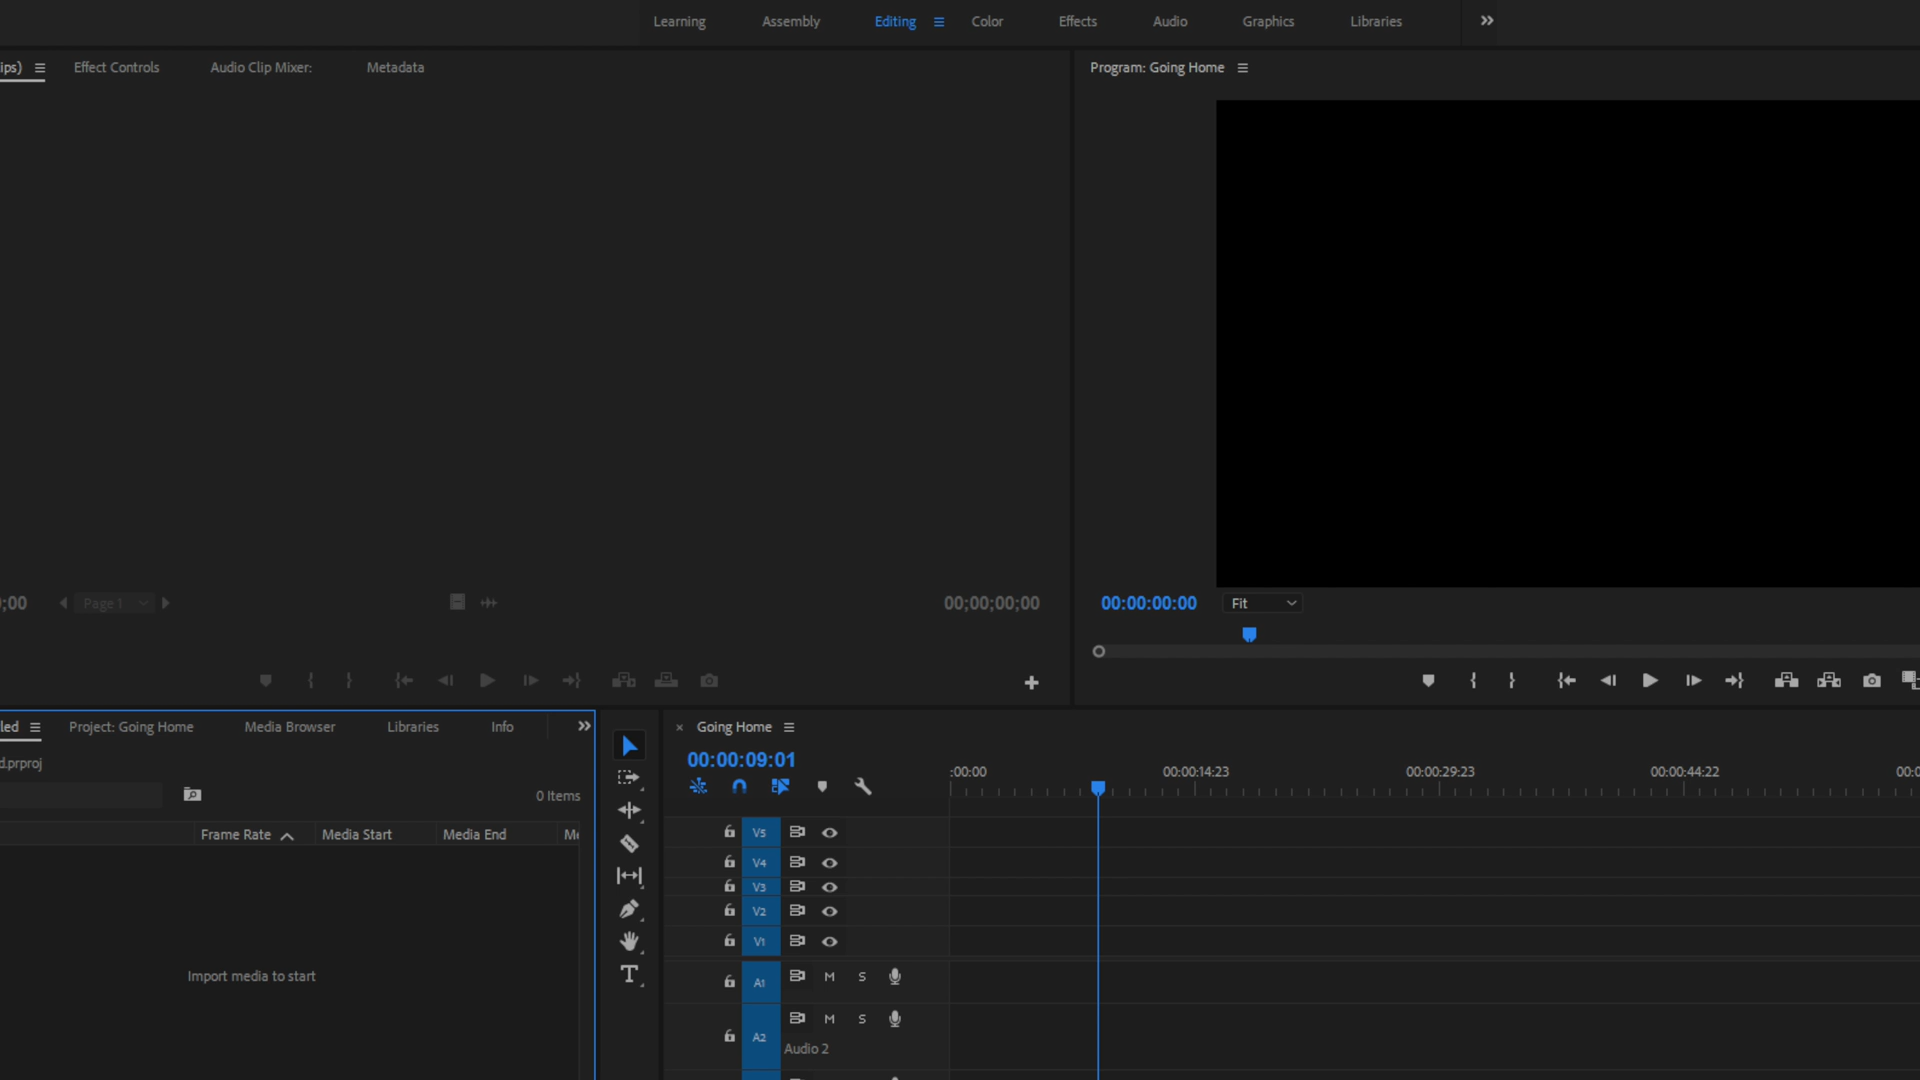 Learning Assembly Editing Color Effects Audio Graphics Libraries
ips) Effect Controls Audio Clip Mixer: Metadata
Program: Going Home
;00 Page 1 00;00;00;00
00:00:00:00 Fit
led Project: Going Home Media Browser Libraries Info
d.prproj
0 Items
Frame Rate Media Start Media End Me
Import media to start
× Going Home
00:00:09:01
:00:00 00:00:14:23 00:00:29:23 00:00:44:22 00:0
V5
V4
V3
V2
V1
A1 M S
A2 M S
Audio 2